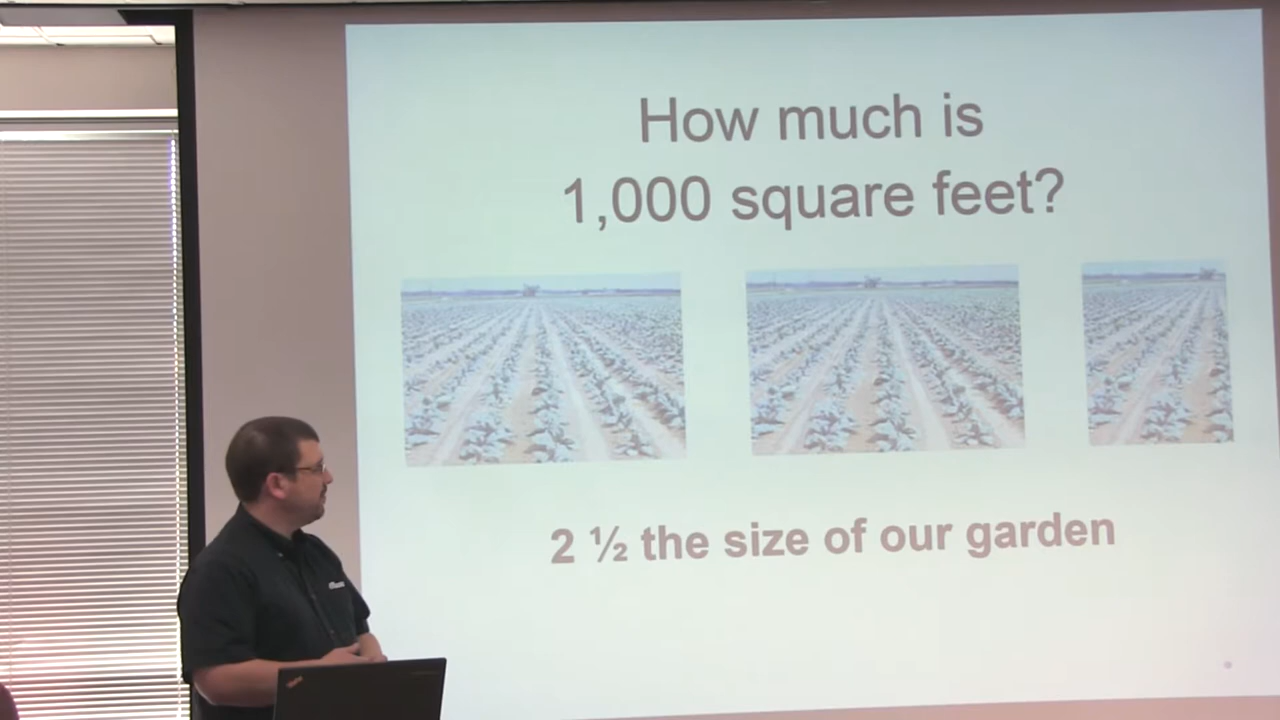 How much is
1,000 square feet?
2 ½ the size of our garden